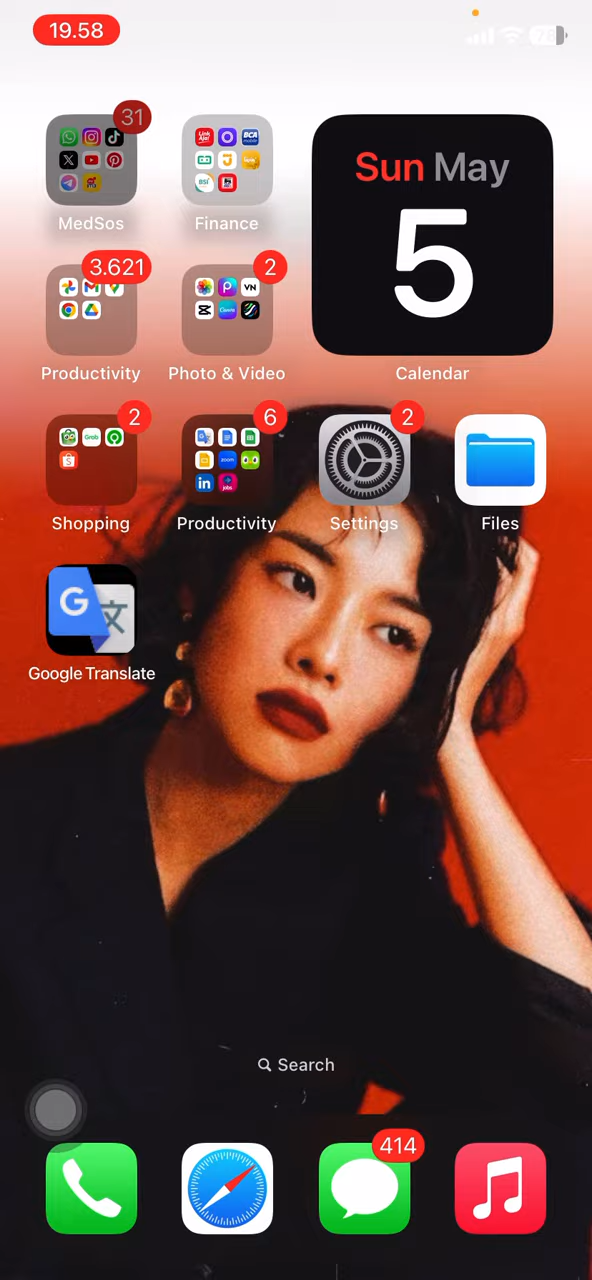 19.58
31
MedSos
Finance
Sun May
5
3.621
2
Productivity
Photo & Video
Calendar
2
6
2
Shopping
Productivity
Settings
Files
Google Translate
Search
414